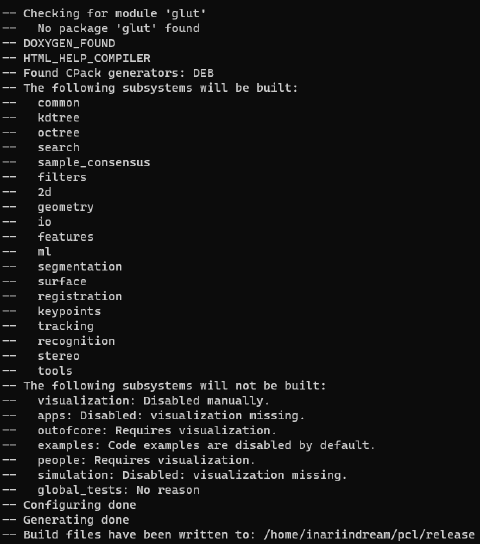 -- Checking for module 'glut'
--   No package 'glut' found
-- DOXYGEN_FOUND
-- HTML_HELP_COMPILER
-- Found CPack generators: DEB
-- The following subsystems will be built:
--   common
--   kdtree
--   octree
--   search
--   sample_consensus
--   filters
--   2d
--   geometry
--   io
--   features
--   ml
--   segmentation
--   surface
--   registration
--   keypoints
--   tracking
--   recognition
--   stereo
--   tools
-- The following subsystems will not be built:
--   visualization: Disabled manually.
--   apps: Disabled: visualization missing.
--   outofcore: Requires visualization.
--   examples: Code examples are disabled by default.
--   people: Requires visualization.
--   simulation: Disabled: visualization missing.
--   global_tests: No reason
-- Configuring done
-- Generating done
-- Build files have been written to: /home/inariindream/pcl/release